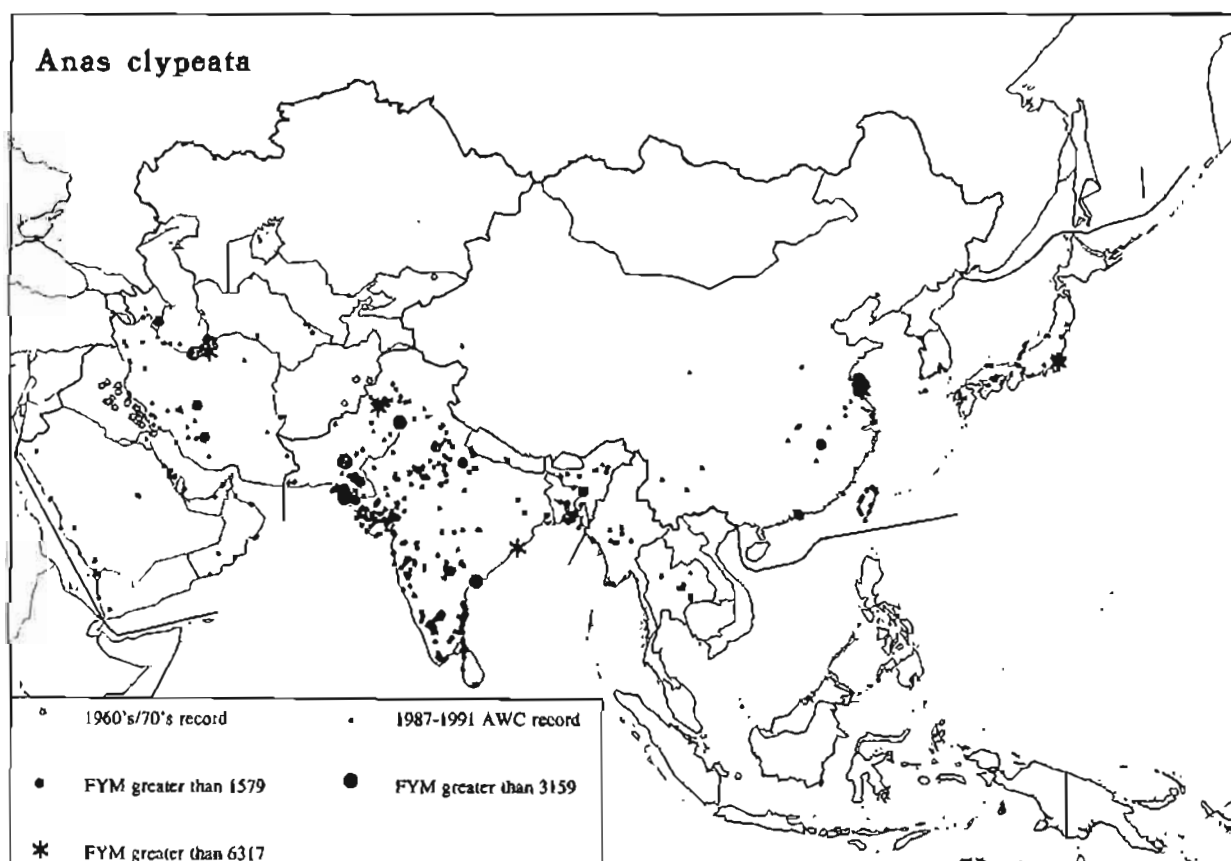 Anas clypeata
1960's/70's record
1987-1991 AWC record
FYM greater than 1579
FYM greater than 3159
FYM greater than 6317